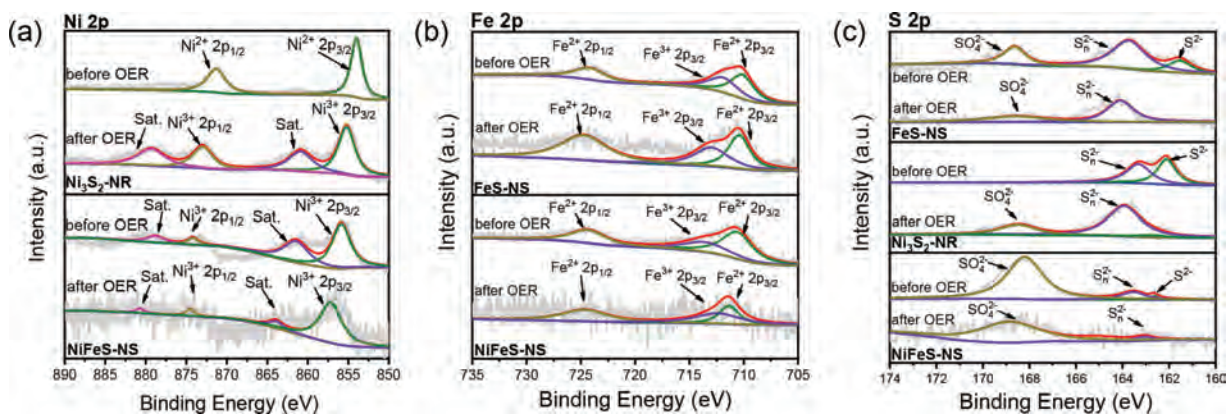 (a)
Ni 2p
Intensity (a.u.)
Ni²⁺ 2p₁/₂
Ni²⁺ 2p₃/₂
before OER
after OER
Sat.
Ni³⁺ 2p₁/₂
Sat.
Ni³⁺ 2p₃/₂
Ni₃S₂-NR
before OER
Sat.
Ni³⁺ 2p₁/₂
Sat.
Ni³⁺ 2p₃/₂
after OER
Sat.
Ni³⁺ 2p₁/₂
Sat.
Ni³⁺ 2p₃/₂
NiFeS-NS
890 880 870 860 850
Binding Energy (eV)
(b)
Fe 2p
Intensity (a.u.)
Fe²⁺ 2p₁/₂
Fe³⁺ 2p₃/₂
Fe²⁺ 2p₃/₂
before OER
Fe²⁺ 2p₁/₂
Fe³⁺ 2p₃/₂
Fe²⁺ 2p₃/₂
after OER
FeS-NS
Fe²⁺ 2p₁/₂
Fe³⁺ 2p₃/₂
Fe²⁺ 2p₃/₂
before OER
Fe²⁺ 2p₁/₂
Fe³⁺ 2p₃/₂
Fe²⁺ 2p₃/₂
after OER
NiFeS-NS
735 725 715 705
Binding Energy (eV)
(c)
S 2p
Intensity (a.u.)
SO₄²⁻
Sₙ²⁻
S²⁻
before OER
SO₄²⁻
Sₙ²⁻
after OER
FeS-NS
before OER
Sₙ²⁻
S²⁻
SO₄²⁻
Sₙ²⁻
after OER
Ni₃S₂-NR
SO₄²⁻
Sₙ²⁻
S²⁻
before OER
SO₄²⁻
Sₙ²⁻
after OER
NiFeS-NS
174 172 170 168 166 164 162 160
Binding Energy (eV)